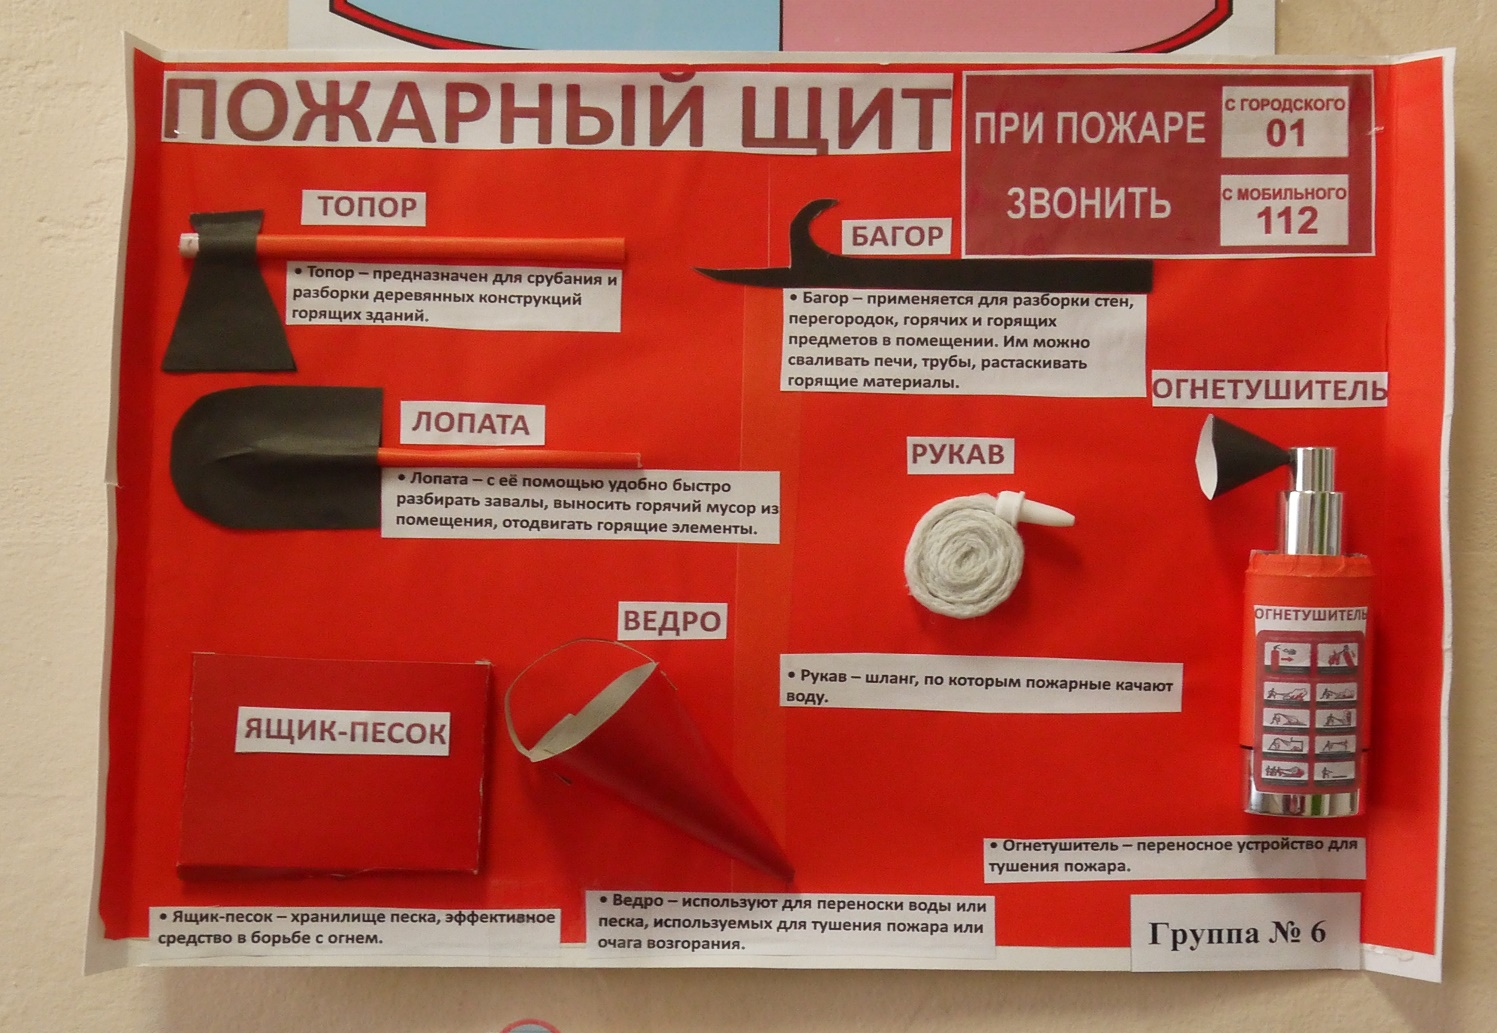 ПОЖАРНЫЙ ЩИТ
ПРИ ПОЖАРЕ
ЗВОНИТЬ
С ГОРОДСКОГО
01
С МОБИЛЬНОГО
112
ТОПОР
• Топор – предназначен для срубания и
разборки деревянных конструкций
горящих зданий.
БАГОР
• Багор – применяется для разборки стен,
перегородок, горячих и горящих
предметов в помещении. Им можно
сваливать печи, трубы, растаскивать
горящие материалы.
ЛОПАТА
• Лопата – с её помощью удобно быстро
разбирать завалы, выносить горячий мусор из
помещения, отодвигать горящие элементы.
РУКАВ
• Рукав – шланг, по которым пожарные качают
воду.
ОГНЕТУШИТЕЛЬ
ОГНЕТУШИТЕЛЬ
• Огнетушитель – переносное устройство для
тушения пожара.
ЯЩИК-ПЕСОК
• Ящик-песок – хранилище песка, эффективное
средство в борьбе с огнем.
ВЕДРО
• Ведро – используют для переноски воды или
песка, используемых для тушения пожара или
очага возгорания.
Группа № 6